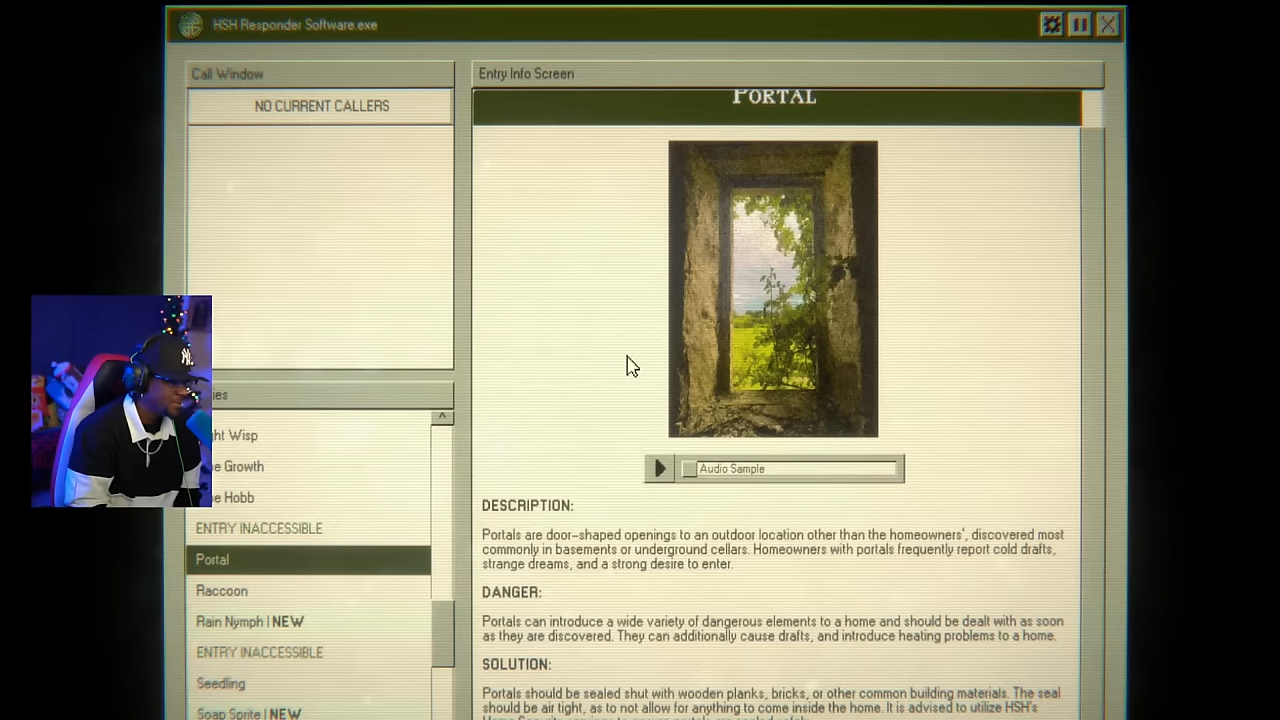 HSH Responder Software.exe
Call Window
NO CURRENT CALLERS
Entry Info Screen
PORTAL
Audio Sample
DESCRIPTION:
Portals are door-shaped openings to an outdoor location other than the homeowners', discovered most
commonly in basements or underground cellars. Homeowners with portals frequently report cold drafts,
strange dreams, and a strong desire to enter.
DANGER:
Portals can introduce a wide variety of dangerous elements to a home and should be dealt with as soon
as they are discovered. They can additionally cause drafts, and introduce heating problems to a home.
SOLUTION:
Portals should be sealed shut with wooden planks, bricks, or other common building materials. The seal
should be air tight, as to not allow for anything to come inside the home. It is advised to utilize HSH's
Growth
Hobb
Wisp
ENTRY INACCESSIBLE
Portal
Raccoon
Rain Nymph | NEW
ENTRY INACCESSIBLE
Seedling
Soap Sprite | NEW